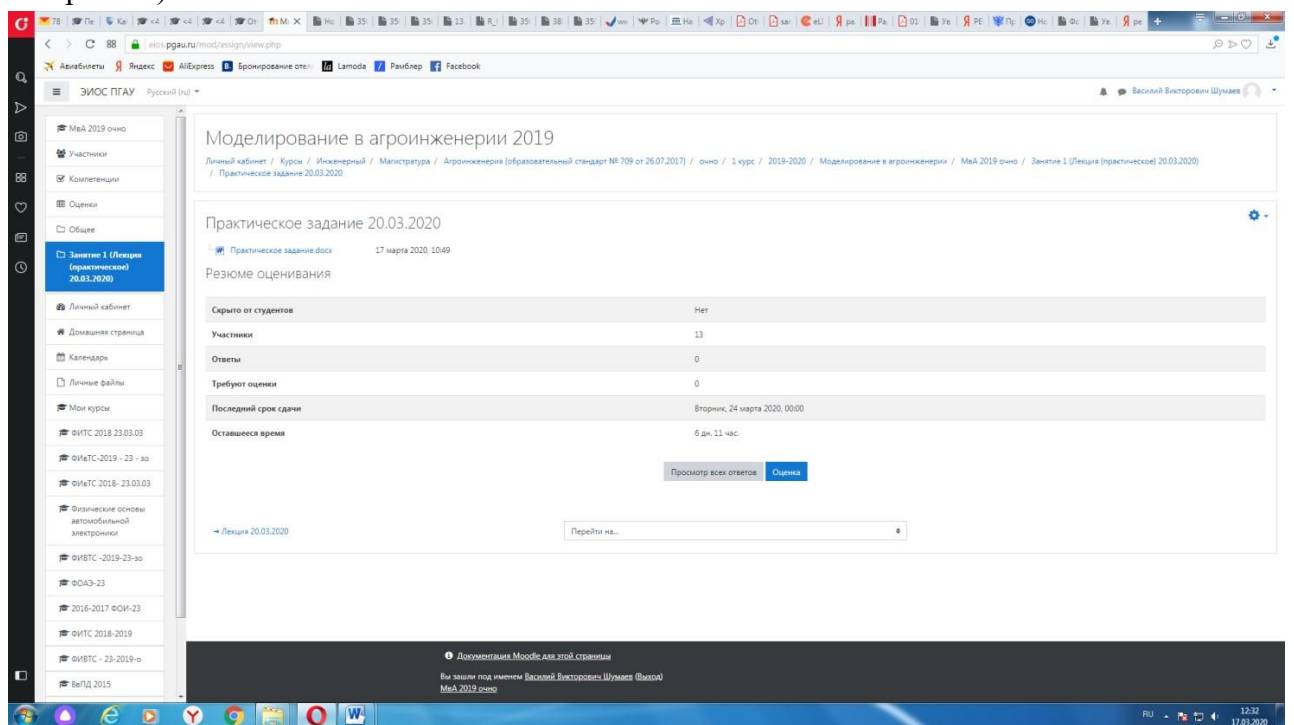 eios.pgau.ru/mod/assign/view.php
Авиабилеты Яндекс AliExpress Бронирование отел Lamoda Рамблер Facebook
ЭИОС ПГАУ Русский (ru)
Василий Викторович Шумаев
МвА 2019 очно
Участники
Компетенции
Оценки
Общее
Занятие 1 (Лекция
(практическое)
20.03.2020)
Личный кабинет
Домашняя страница
Календарь
Личные файлы
Мои курсы
ФИТС 2018 23.03.03
ФИвТС-2019 - 23 - зо
ФИвТС 2018- 23.03.03
Физические основы
автомобильной
электроники
ФИВТС -2019-23-зо
ФОАЭ-23
2016-2017 ФОИ-23
ФИТС 2018-2019
ФИВТС - 23-2019-о
ВеПД 2015
Моделирование в агроинженерии 2019
Личный кабинет / Курсы / Инженерный / Магистратура / Агроинженерия (образовательный стандарт № 709 от 26.07.2017) / очно / 1 курс / 2019-2020 / Моделирование в агроинженерии / МвА 2019 очно / Занятие 1 (Лекция (практическое) 20.03.2020)
/ Практическое задание 20.03.2020
Практическое задание 20.03.2020
Практическое задание.docx 17 марта 2020, 10:49
Резюме оценивания
Скрыто от студентов Нет
Участники 13
Ответы 0
Требуют оценки 0
Последний срок сдачи Вторник, 24 марта 2020, 00:00
Оставшееся время 6 дн. 11 час.
Просмотр всех ответов Оценка
→ Лекция 20.03.2020 Перейти на...
Документация Moodle для этой страницы
Вы зашли под именем Василий Викторович Шумаев (Выход)
МвА 2019 очно
RU 12:32
17.03.2020